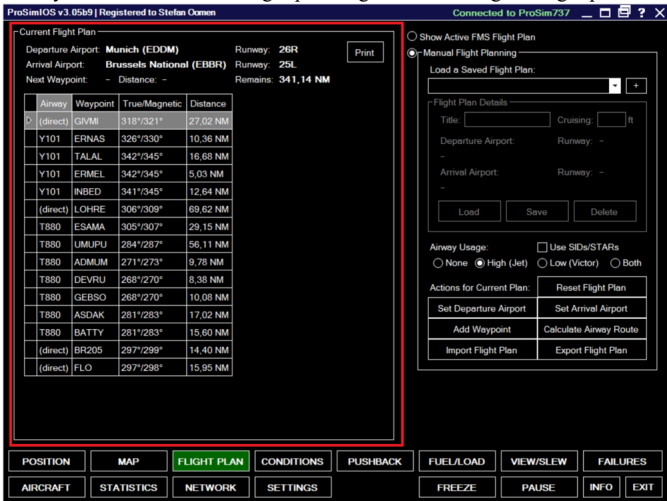 ProSimIOS v3.05b9 | Registered to Stefan Oomen
Connected to ProSim737
Current Flight Plan
Departure Airport: Munich (EDDM) Runway: 26R
Print
Arrival Airport: Brussels National (EBBR) Runway: 25L
Next Waypoint: - Distance: - Remains: 341,14 NM
Airway Waypoint True/Magnetic Distance
(direct) GIVMI 318°/321° 27,02 NM
Y101 ERNAS 326°/330° 10,36 NM
Y101 TALAL 342°/345° 16,68 NM
Y101 ERMEL 342°/345° 5,03 NM
Y101 INBED 341°/345° 12,64 NM
(direct) LOHRE 306°/309° 69,62 NM
T880 ESAMA 305°/307° 29,15 NM
T880 UMUPU 284°/287° 56,11 NM
T880 ADMUM 271°/273° 9,78 NM
T880 DEVRU 268°/270° 8,38 NM
T880 GEBSO 268°/270° 10,08 NM
T880 ASDAK 281°/283° 17,02 NM
T880 BATTY 281°/283° 15,60 NM
(direct) BR205 297°/299° 14,40 NM
(direct) FLO 297°/298° 15,95 NM
Show Active FMS Flight Plan
Manual Flight Planning
Load a Saved Flight Plan:
+
Flight Plan Details
Title: Cruising: ft
Departure Airport: Runway: -
-
Arrival Airport: Runway: -
-
Load Save Delete
Airway Usage: Use SIDs/STARs
None High (Jet) Low (Victor) Both
Actions for Current Plan: Reset Flight Plan
Set Departure Airport Set Arrival Airport
Add Waypoint Calculate Airway Route
Import Flight Plan Export Flight Plan
POSITION MAP FLIGHT PLAN CONDITIONS PUSHBACK FUEL/LOAD VIEW/SLEW FAILURES
AIRCRAFT STATISTICS NETWORK SETTINGS FREEZE PAUSE INFO EXIT